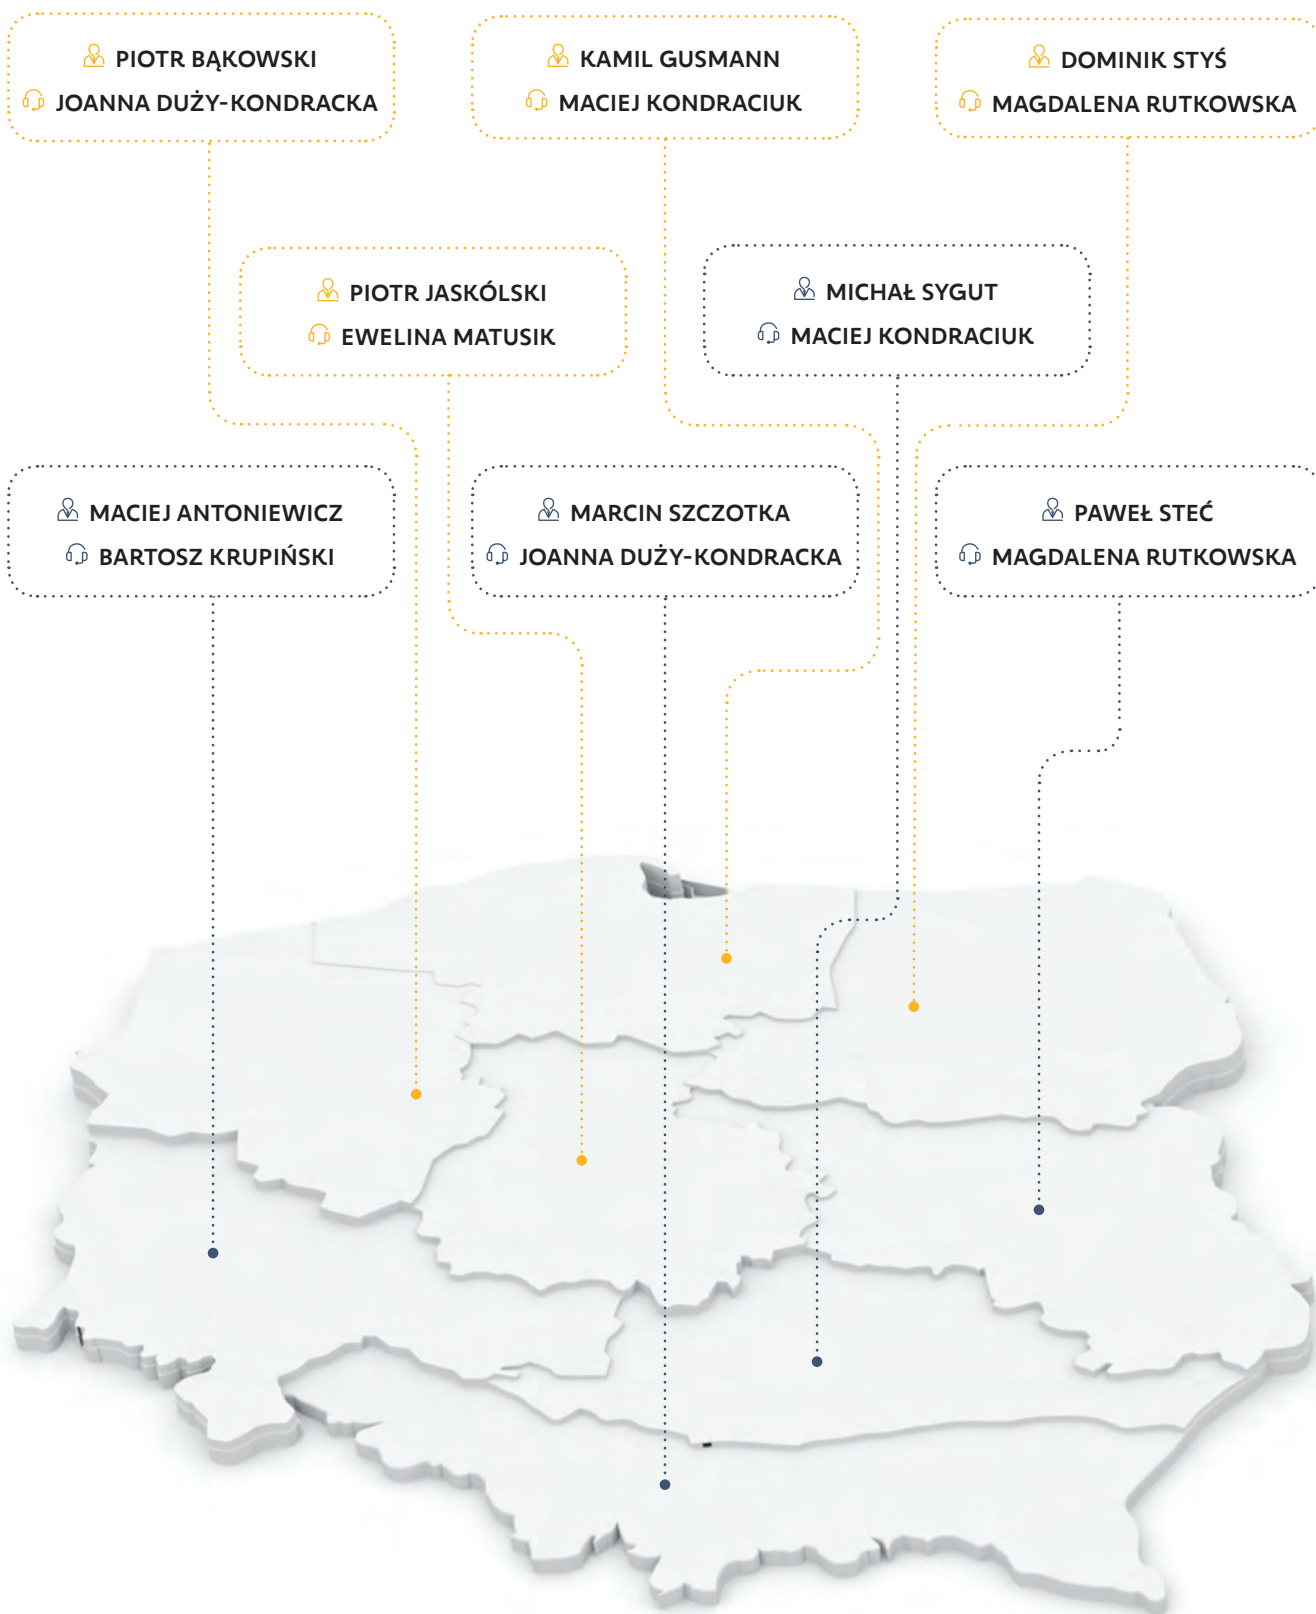 PIOTR BĄKOWSKI
JOANNA DUŻY-KONDRACKA
KAMIL GUSMANN
MACIEJ KONDRACIUK
DOMINIK STYŚ
MAGDALENA RUTKOWSKA
PIOTR JASKÓLSKI
EWELINA MATUSIK
MICHAŁ SYGUT
MACIEJ KONDRACIUK
MACIEJ ANTONIEWICZ
BARTOSZ KRUPIŃSKI
MARCIN SZCZOTKA
JOANNA DUŻY-KONDRACKA
PAWEŁ STEĆ
MAGDALENA RUTKOWSKA